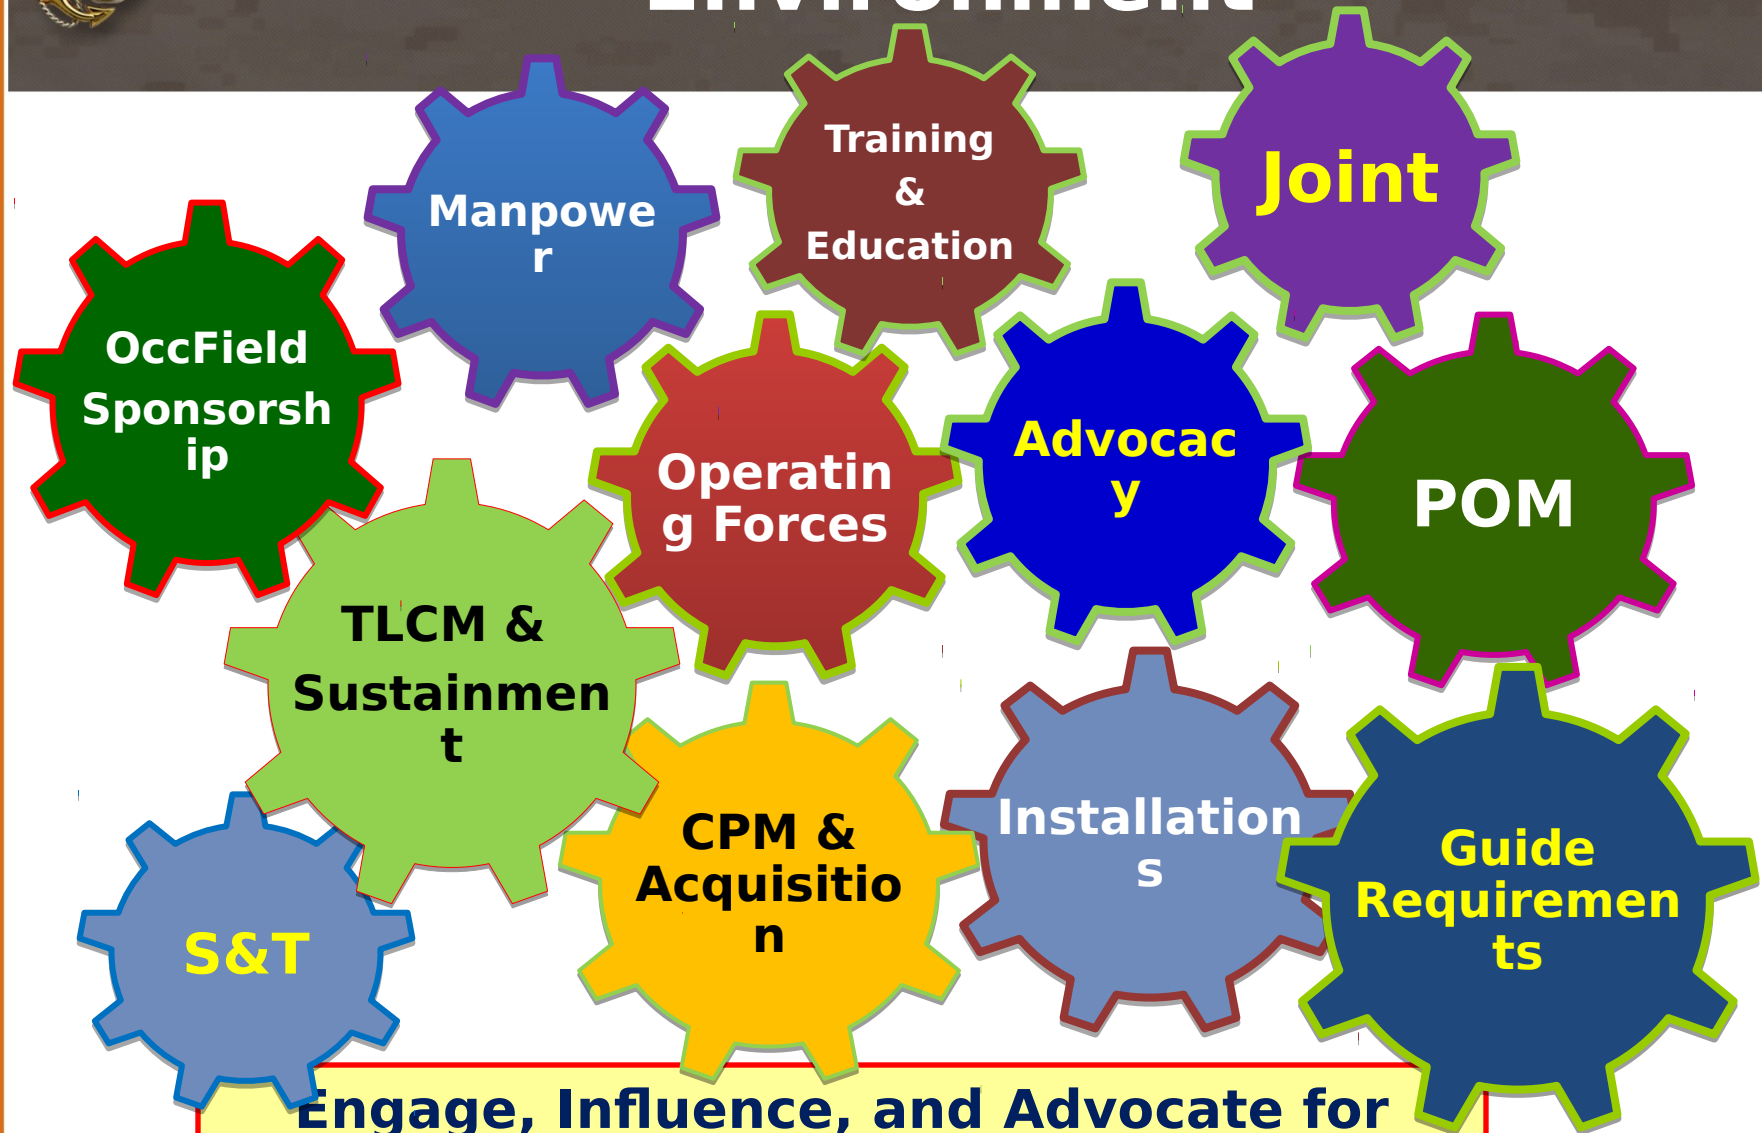 Environment
Manpowe
r
Training
&
Education
Joint
OccField
Sponsorsh
ip
Operatin
g Forces
Advocac
y
POM
TLCM &
Sustainmen
t
CPM &
Acquisitio
n
Installation
s
Guide
Requiremen
ts
S&T
Engage, Influence, and Advocate for